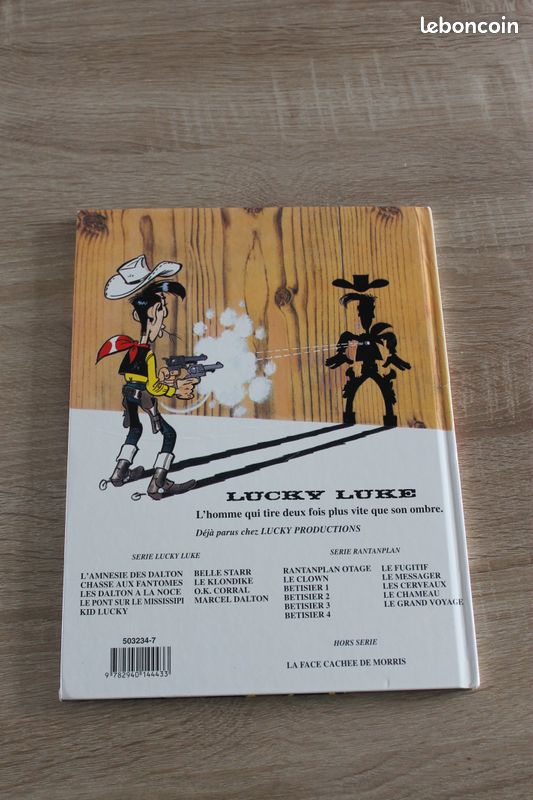 leboncoin
LUCKY LUKE
L'homme qui tire deux fois plus vite que son ombre.
Déjà parus chez LUCKY PRODUCTIONS
SERIE LUCKY LUKE
L'AMNESIE DES DALTON
CHASSE AUX FANTOMES
LES DALTON A LA NOCE
LE PONT SUR LE MISSISSIPI
KID LUCKY
BELLE STARR
LE KLONDIKE
O.K. CORRAL
MARCEL DALTON
SERIE RANTANPLAN
RANTANPLAN OTAGE
LE CLOWN
BETISIER 1
BETISIER 2
BETISIER 3
BETISIER 4
LE FUGITIF
LE MESSAGER
LES CERVEAUX
LE CHAMEAU
LE GRAND VOYAGE
HORS SERIE
LA FACE CACHEE DE MORRIS
503234-7
9 782940 144433